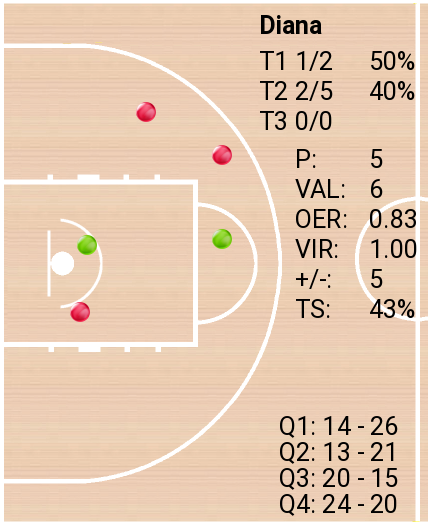 Diana
T1 1/2 50%
T2 2/5 40%
T3 0/0
P: 5
VAL: 6
OER: 0.83
VIR: 1.00
+/-: 5
TS: 43%
Q1: 14 - 26
Q2: 13 - 21
Q3: 20 - 15
Q4: 24 - 20